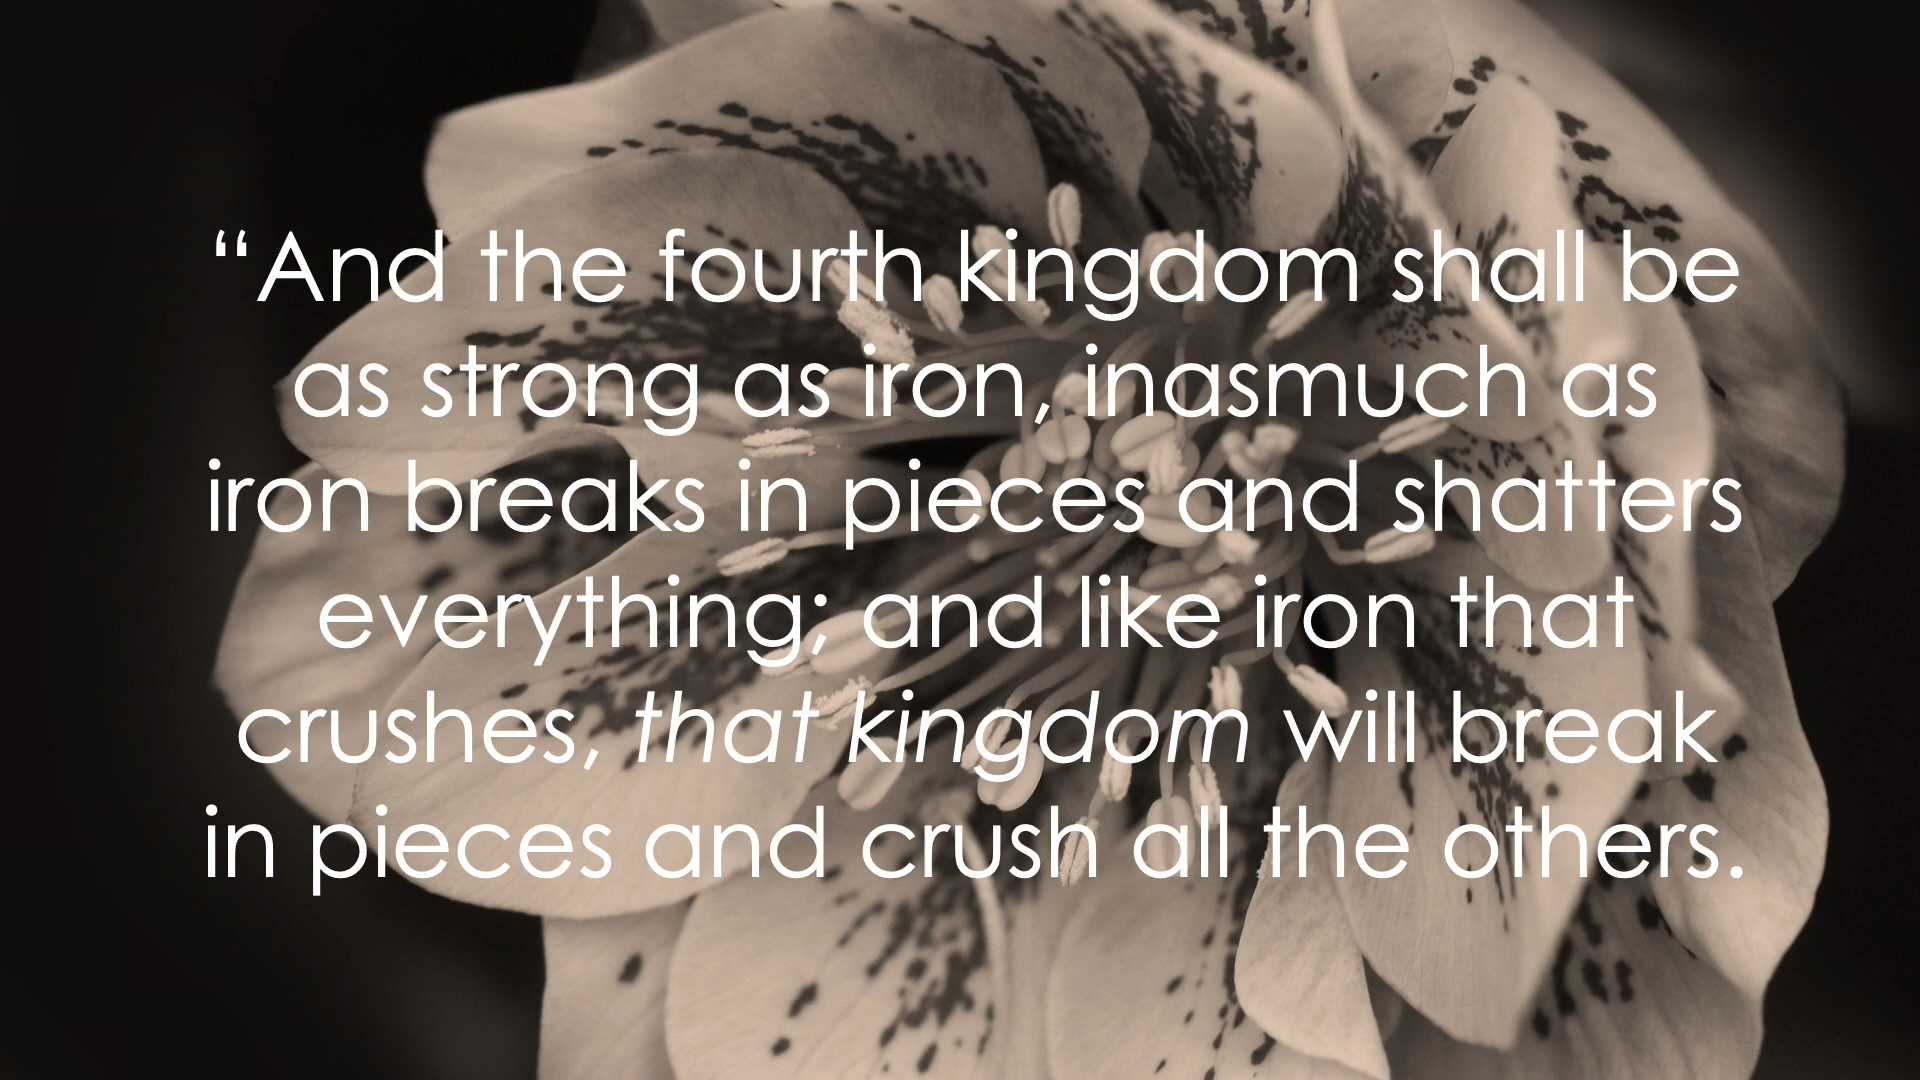 “And the fourth kingdom shall be
as strong as iron, inasmuch as
iron breaks in pieces and shatters
everything; and like iron that
crushes, that kingdom will break
in pieces and crush all the others.